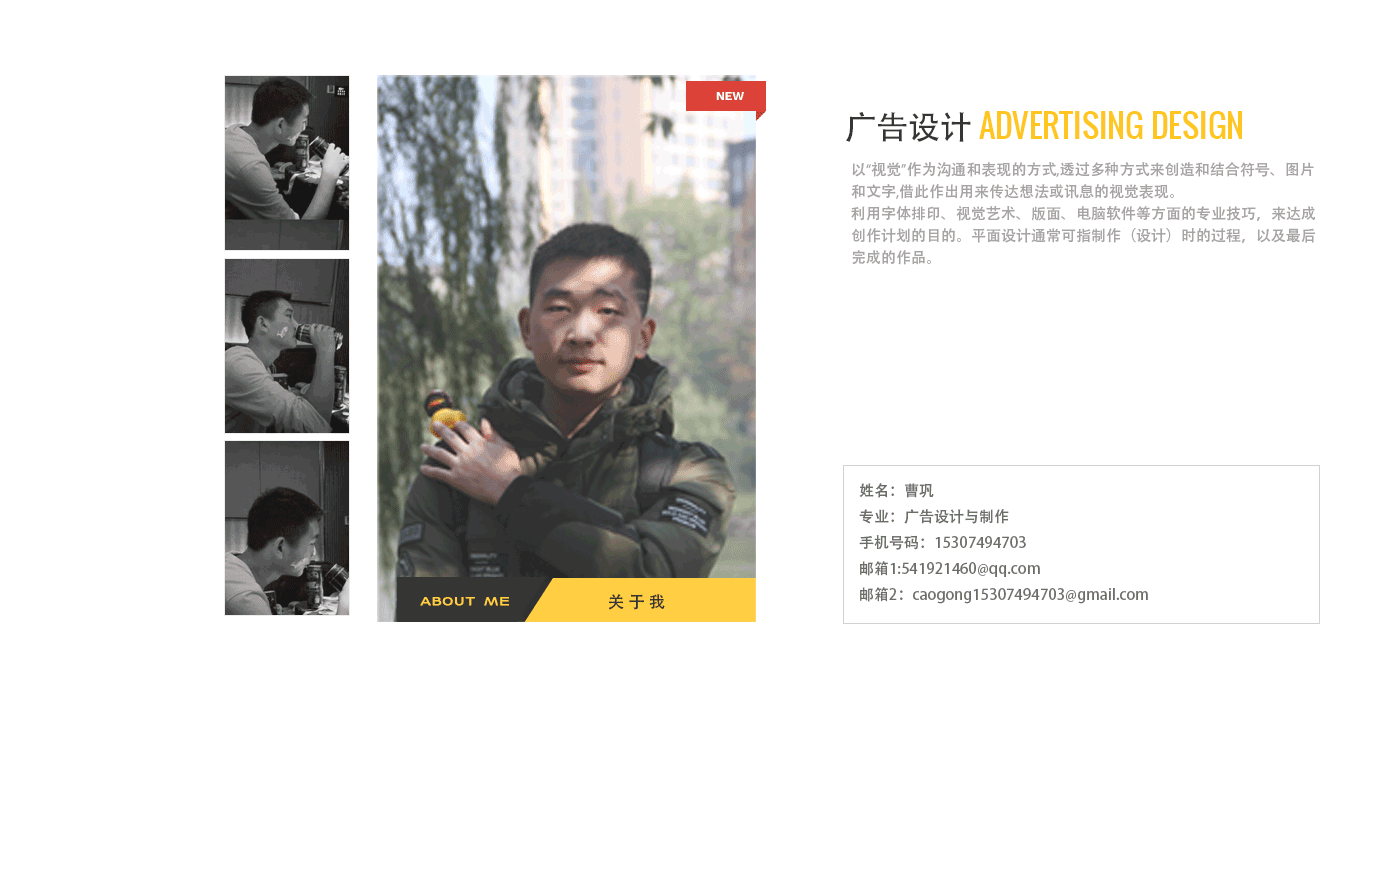 NEW
ABOUT ME
关于我
广告设计 ADVERTISING DESIGN
以“视觉”作为沟通和表现的方式,透过多种方式来创造和结合符号、图片
和文字,借此作出用来传达想法或讯息的视觉表现。
利用字体排印、视觉艺术、版面、电脑软件等方面的专业技巧，来达成
创作计划的目的。平面设计通常可指制作（设计）时的过程，以及最后
完成的作品。
姓名：曹巩
专业：广告设计与制作
手机号码：15307494703
邮箱1:541921460@qq.com
邮箱2：caogong15307494703@gmail.com